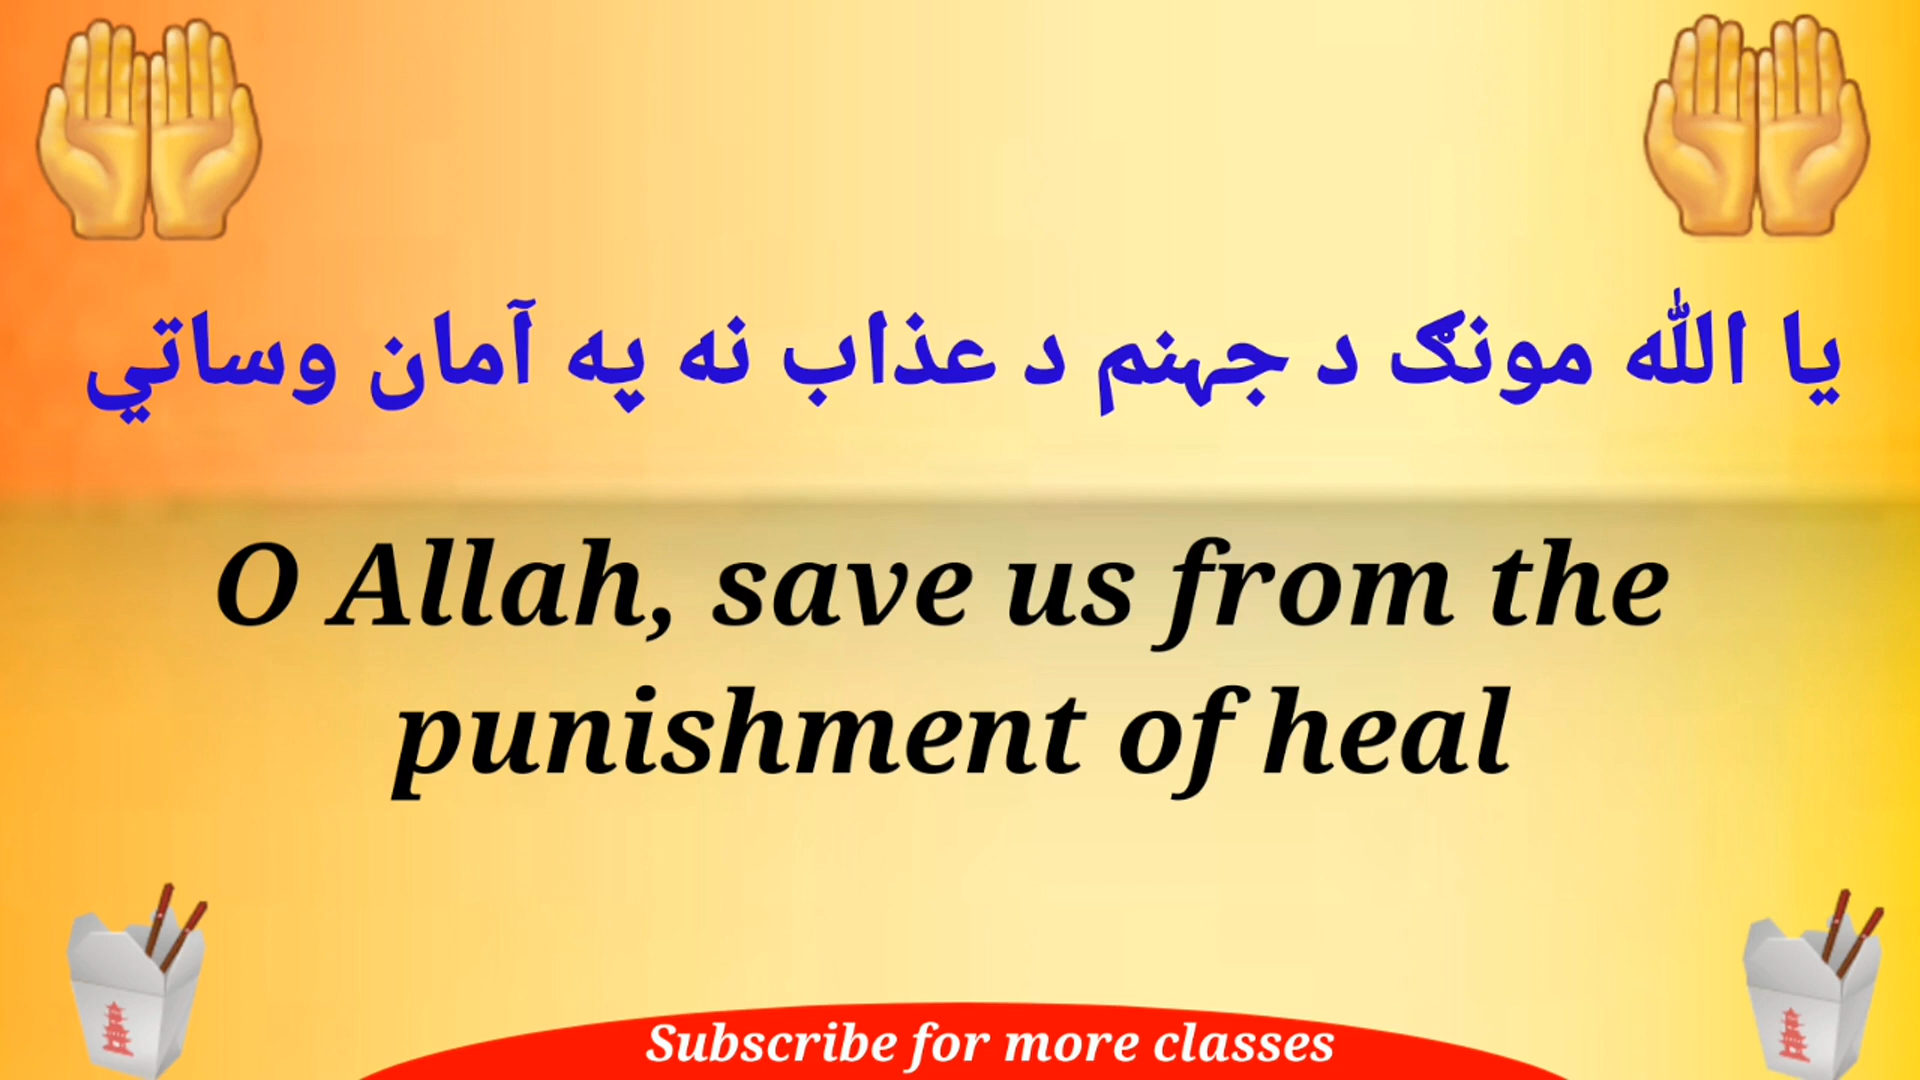 يا الله مونږ د جهنم د عذاب نه په آمان وساتي
O Allah, save us from the
punishment of heal
Subscribe for more classes